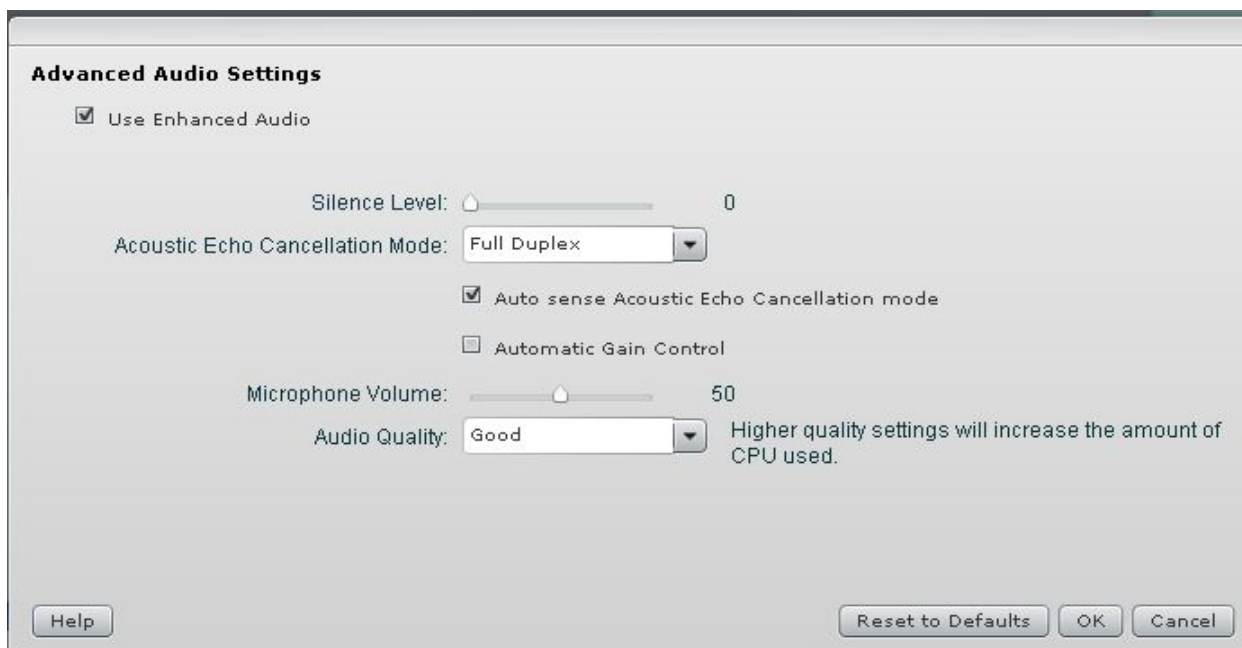 Advanced Audio Settings
Use Enhanced Audio
Silence Level: 0
Acoustic Echo Cancellation Mode: Full Duplex
Auto sense Acoustic Echo Cancellation mode
Automatic Gain Control
Microphone Volume: 50
Audio Quality: Good Higher quality settings will increase the amount of
CPU used.
Help Reset to Defaults OK Cancel